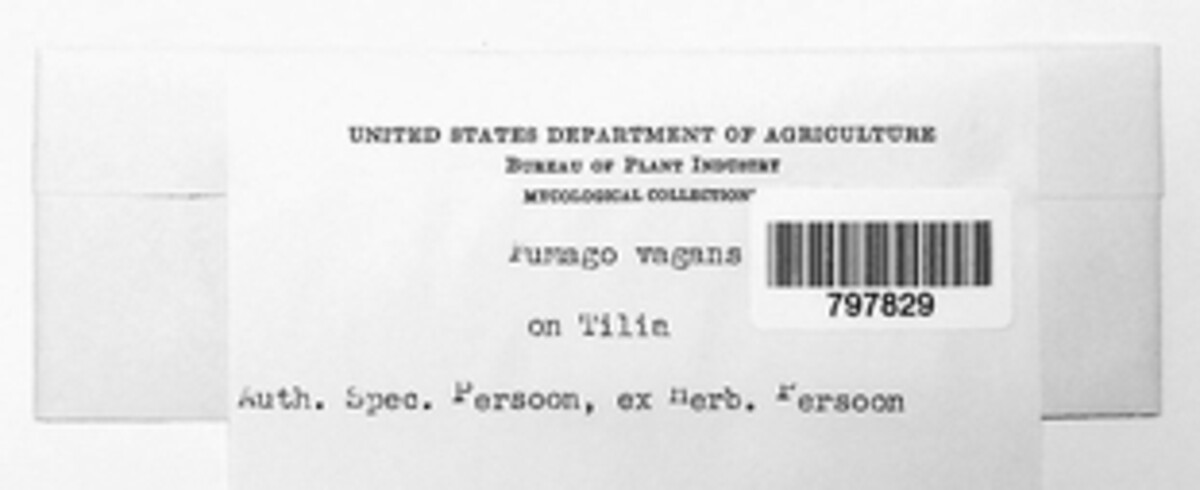 UNITED STATES DEPARTMENT OF AGRICULTURE
BUREAU OF PLANT INDUSTRY
MYCOLOGICAL COLLECTIONS
Fumago vagans
797829
on Tilia
Auth. Spec. Persoon, ex Herb. Persoon